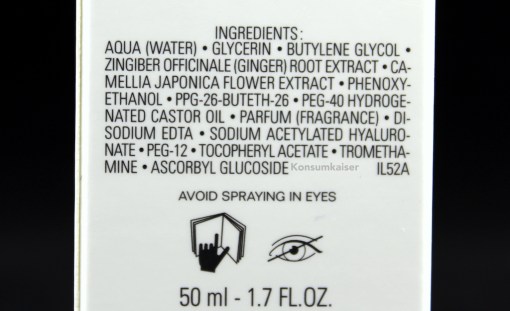 INGREDIENTS:
AQUA (WATER) • GLYCERIN • BUTYLENE GLYCOL •
ZINGIBER OFFICINALE (GINGER) ROOT EXTRACT • CA-
MELLIA JAPONICA FLOWER EXTRACT • PHENOXY-
ETHANOL • PPG-26-BUTETH-26 • PEG-40 HYDROGE-
NATED CASTOR OIL • PARFUM (FRAGRANCE) • DI-
SODIUM EDTA • SODIUM ACETYLATED HYALURO-
NATE • PEG-12 • TOCOPHERYL ACETATE • TROMETHA-
MINE • ASCORBYL GLUCOSIDE Konsumkaiser IL52A
AVOID SPRAYING IN EYES
50 ml - 1.7 FL.OZ.